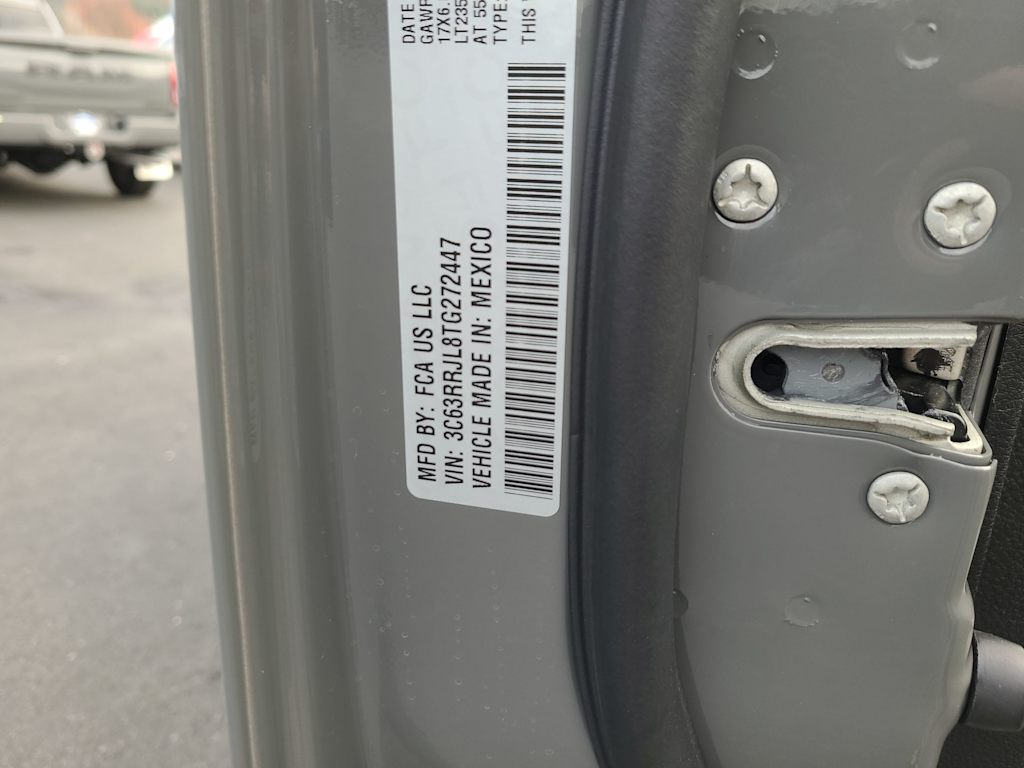 DATE
GAWR
17X6.
LT235
AT 55
TYPE:
THIS V
MFD BY: FCA US LLC
VIN: 3C63RRJL8TG272447
VEHICLE MADE IN: MEXICO
RAM